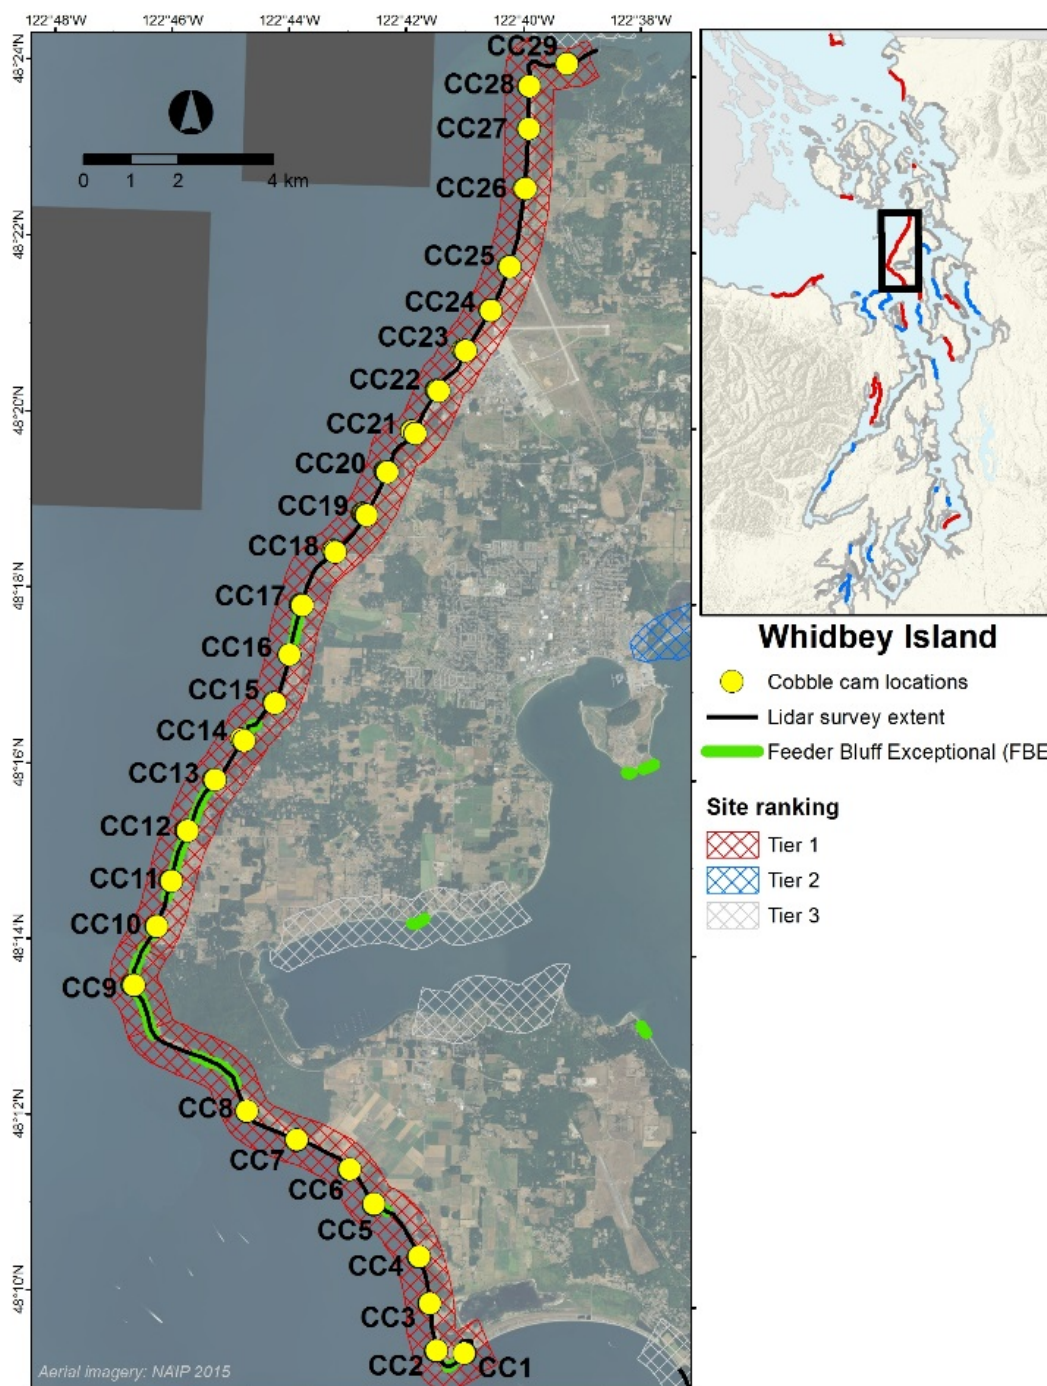 122°48'W 122°46'W 122°44'W 122°42'W 122°40'W 122°38'W
48°24'N
48°22'N
48°20'N
48°18'N
48°16'N
48°14'N
48°12'N
48°10'N
0 1 2 4 km
CC29
CC28
CC27
CC26
CC25
CC24
CC23
CC22
CC21
CC20
CC19
CC18
CC17
CC16
CC15
CC14
CC13
CC12
CC11
CC10
CC9
CC8
CC7
CC6
CC5
CC4
CC3
CC2 CC1
Aerial imagery: NAIP 2015
Whidbey Island
Cobble cam locations
Lidar survey extent
Feeder Bluff Exceptional (FBE
Site ranking
Tier 1
Tier 2
Tier 3